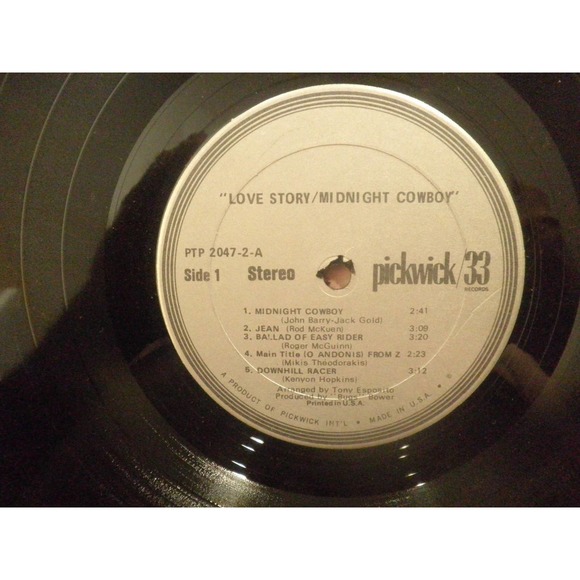 "LOVE STORY/MIDNIGHT COWBOY"
PTP 2047-2-A
Side 1 Stereo pickwick/33
RECORDS
1. MIDNIGHT COWBOY 2:41
(John Barry-Jack Gold)
2. JEAN (Rod McKuen) 3:09
3. BALLAD OF EASY RIDER 3:20
(Roger McGuinn)
4. Main Title (O ANDONIS) FROM Z 2:23
(Mikis Theodorakis)
5. DOWNHILL RACER 3:12
(Kenyon Hopkins)
Arranged by Tony Esposito
Produced by Bugs Bower
Printed in U.S.A.
A PRODUCT OF PICKWICK INT'L • MADE IN U.S.A. • ®